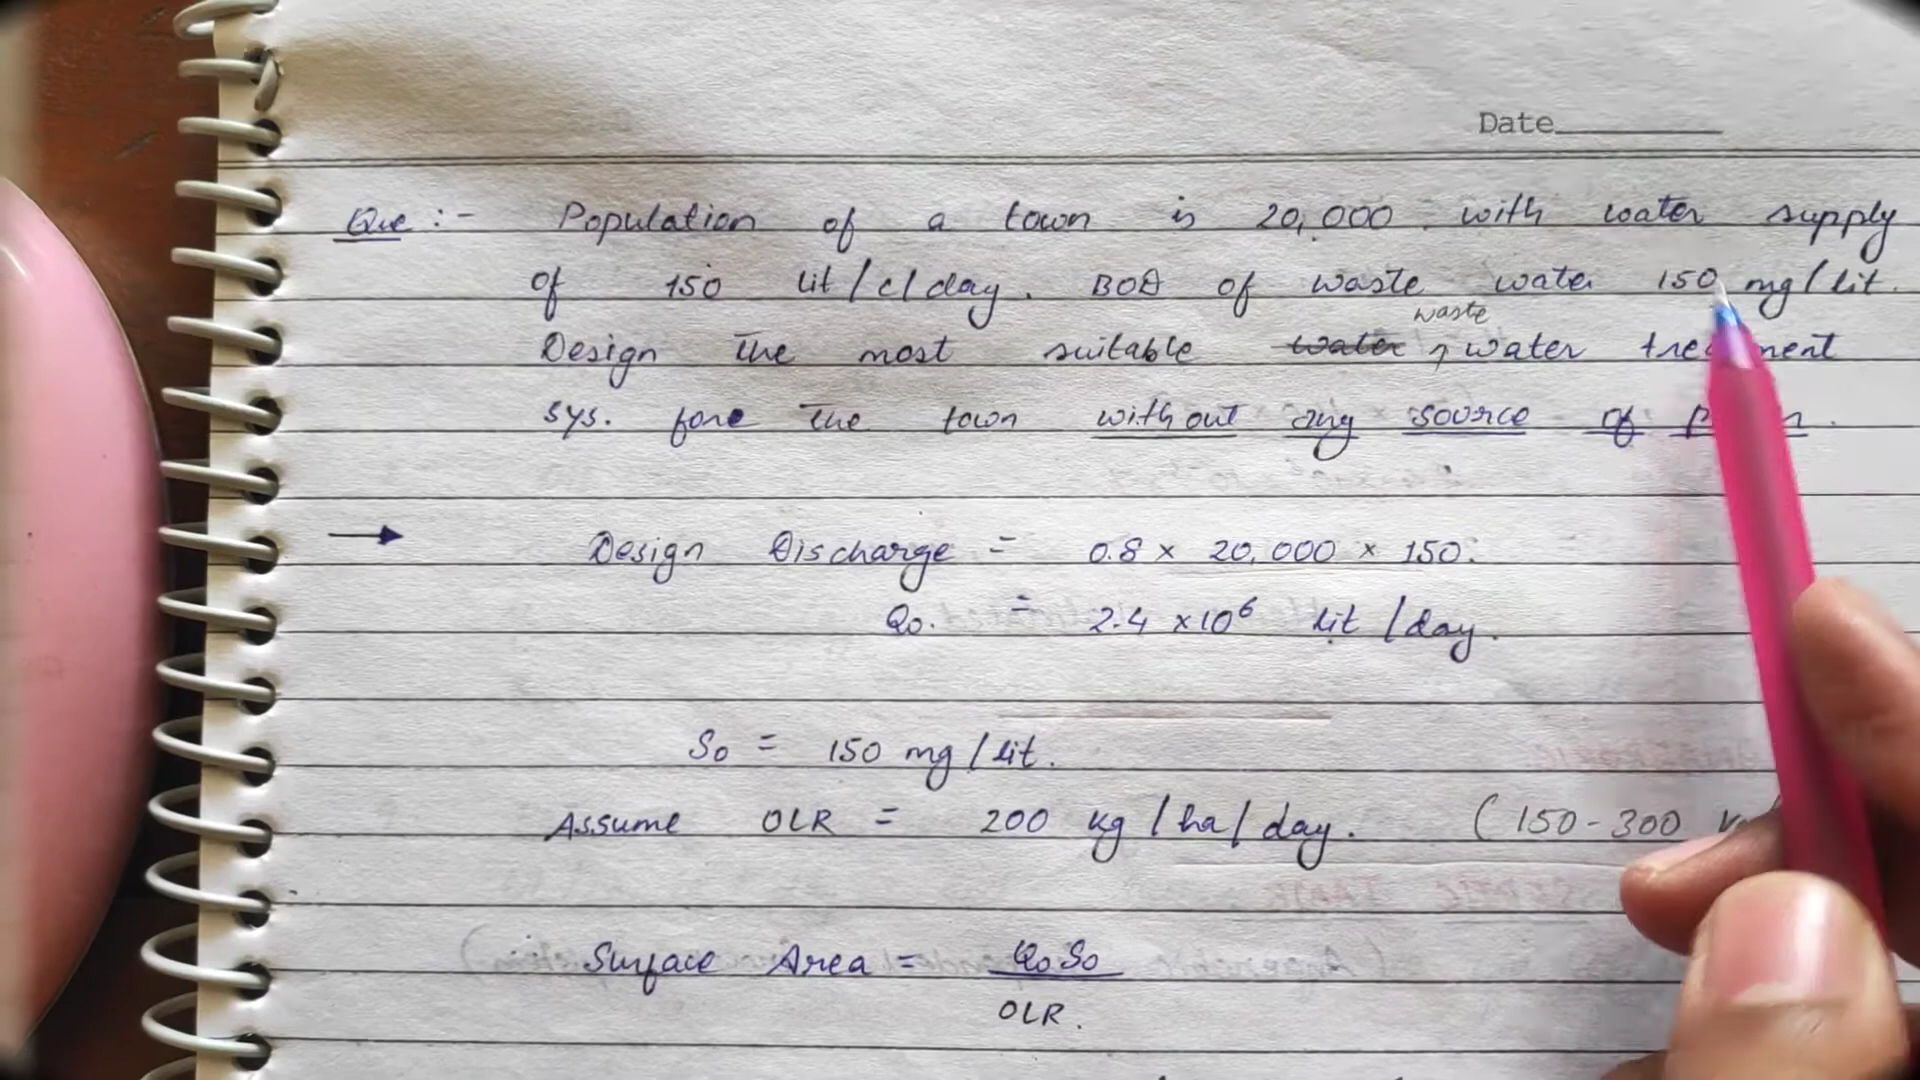 Date
Que :- Population of a town is 20,000 with water supply
of 150 lit/c/day. BOD of waste water 150 mg/lit.
waste
Design the most suitable water water
sys. fore the town without any source of
Design Discharge = 0.8 x 20,000 x 150.
Qo. = 2.4 x 10⁶ lit /day.
So = 150 mg/lit.
Assume OLR = 200 kg/ha/day. (150-300
Surface Area = QoSo
OLR.